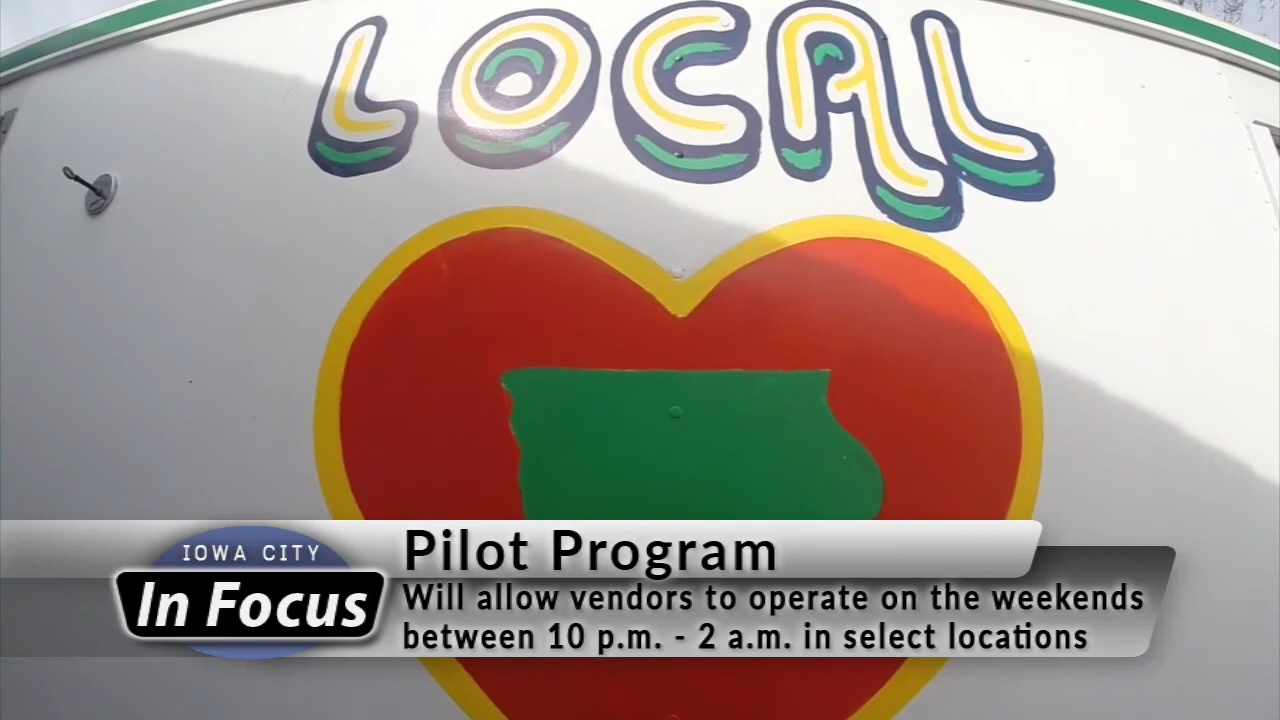 LOCAL
IOWA CITY
In Focus
Pilot Program
Will allow vendors to operate on the weekends
between 10 p.m. - 2 a.m. in select locations